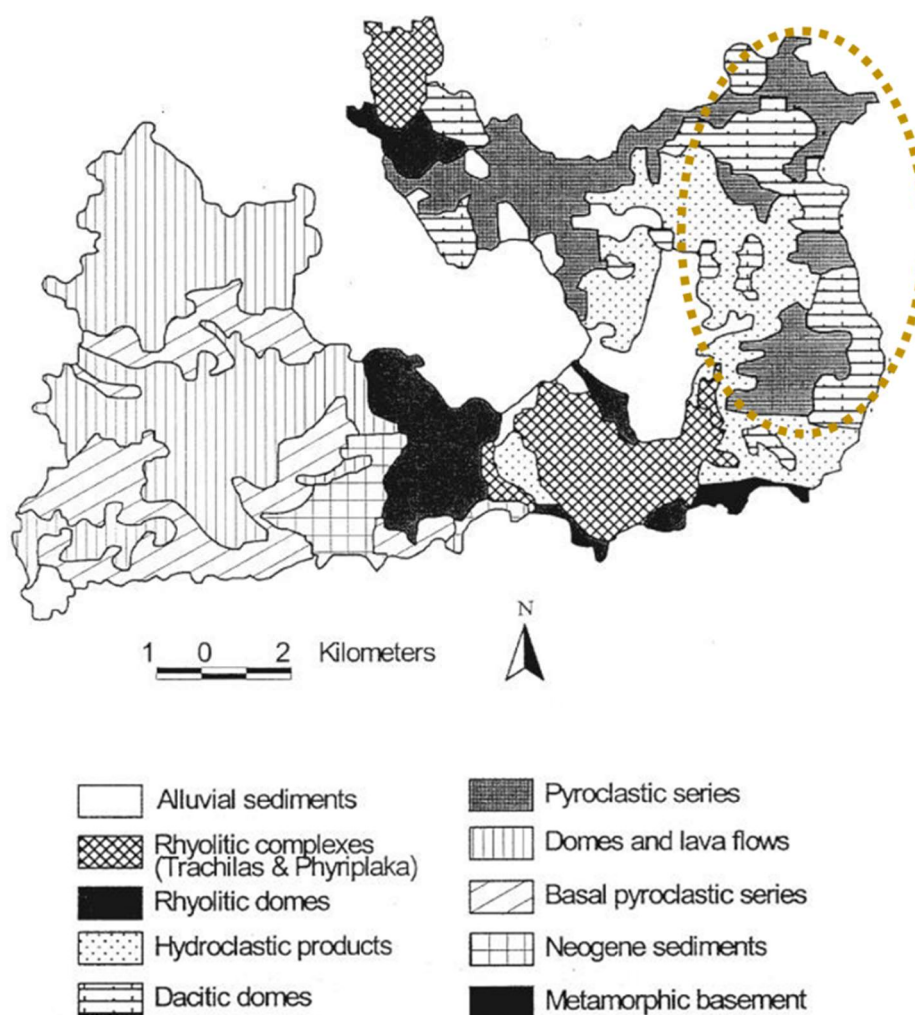 N
1 0 2 Kilometers
Alluvial sediments
Rhyolitic complexes
(Trachilas & Phyriplaka)
Rhyolitic domes
Hydroclastic products
Dacitic domes
Pyroclastic series
Domes and lava flows
Basal pyroclastic series
Neogene sediments
Metamorphic basement